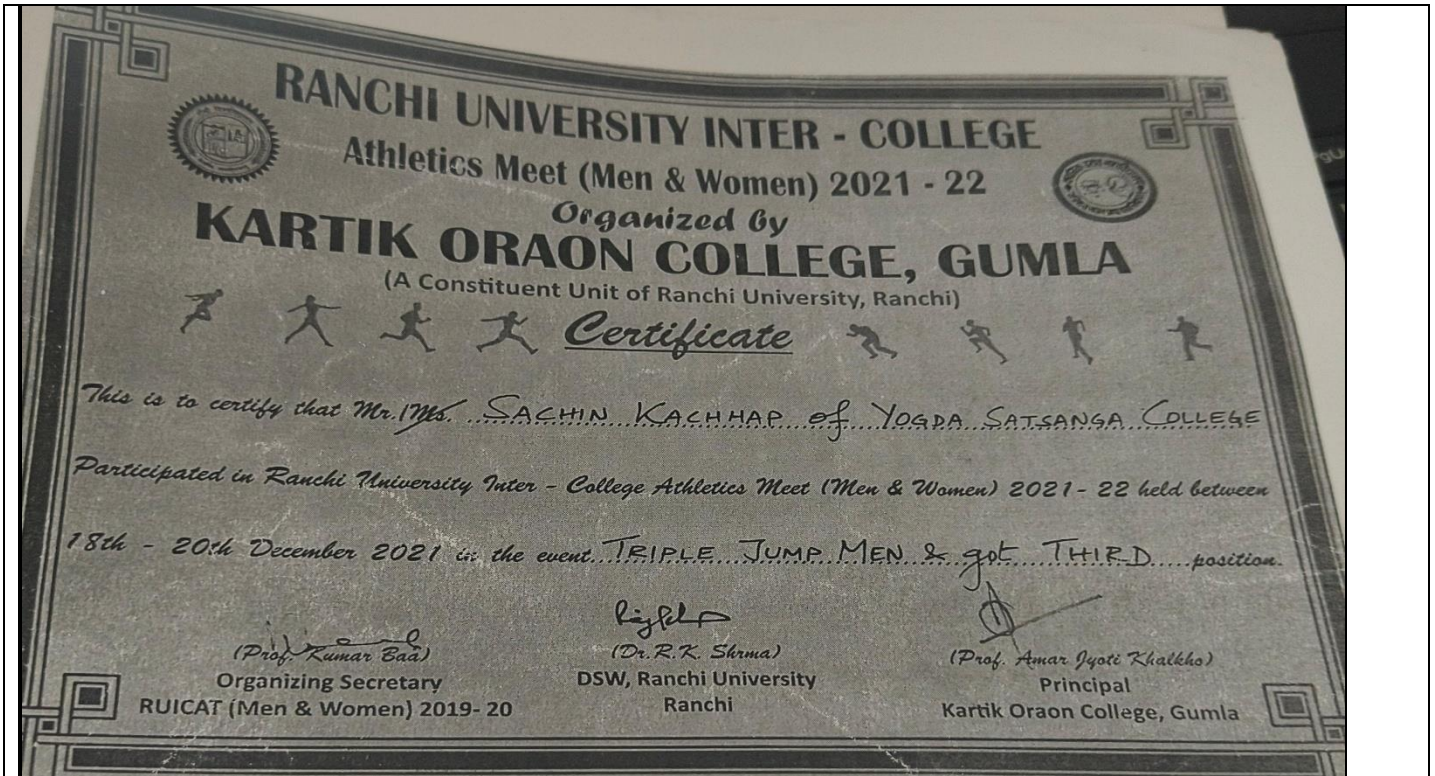 RANCHI UNIVERSITY INTER - COLLEGE
Athletics Meet (Men & Women) 2021 - 22
Organized by
KARTIK ORAON COLLEGE, GUMLA
(A Constituent Unit of Ranchi University, Ranchi)
Certificate
This is to certify that Mr./Ms. SACHIN KACHHAP of YOGDA SATSANGA COLLEGE
Participated in Ranchi University Inter - College Athletics Meet (Men & Women) 2021- 22 held between
18th - 20th December 2021 in the event TRIPLE JUMP MEN & got THIRD position.
(Prof. Kumar Baa) (Dr.R.K. Shrma) (Prof. Amar Jyoti Khalkho)
Organizing Secretary DSW, Ranchi University Principal
RUICAT (Men & Women) 2019- 20 Ranchi Kartik Oraon College, Gumla